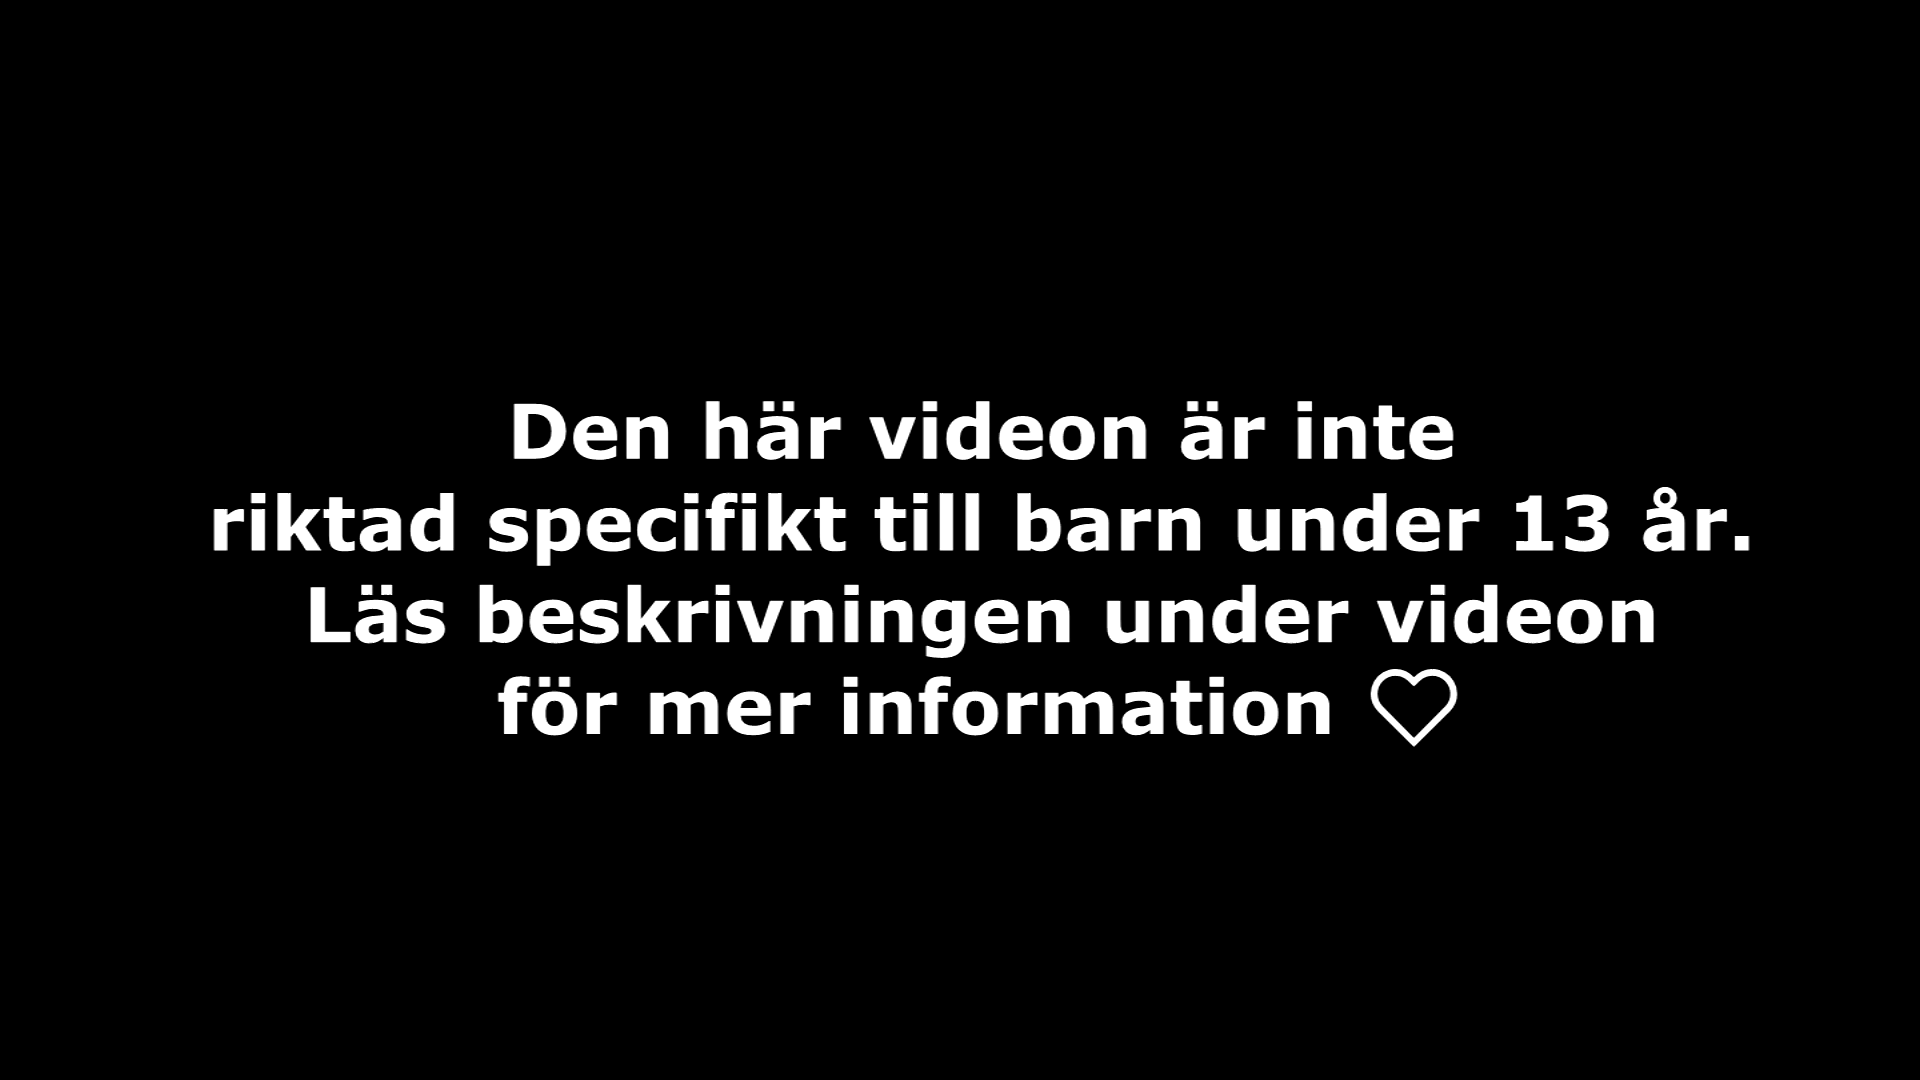 Den här videon är inte
riktad specifikt till barn under 13 år.
Läs beskrivningen under videon
för mer information ♡